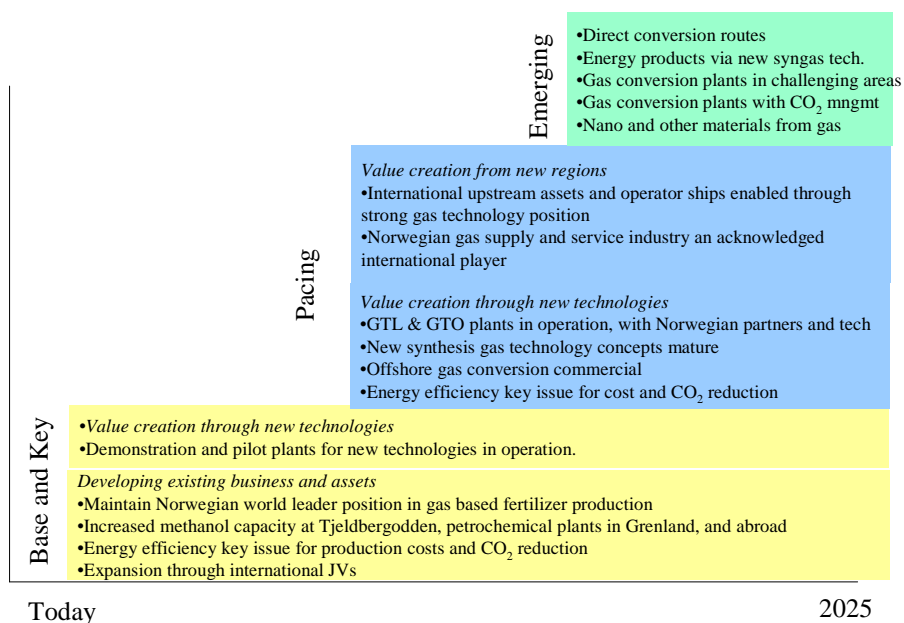 Emerging
•Direct conversion routes
•Energy products via new syngas tech.
•Gas conversion plants in challenging areas
•Gas conversion plants with CO₂ mngmt
•Nano and other materials from gas
Pacing
Value creation from new regions
•International upstream assets and operator ships enabled through
strong gas technology position
•Norwegian gas supply and service industry an acknowledged
international player
Value creation through new technologies
•GTL & GTO plants in operation, with Norwegian partners and tech
•New synthesis gas technology concepts mature
•Offshore gas conversion commercial
•Energy efficiency key issue for cost and CO₂ reduction
Base and Key
•Value creation through new technologies
•Demonstration and pilot plants for new technologies in operation.
Developing existing business and assets
•Maintain Norwegian world leader position in gas based fertilizer production
•Increased methanol capacity at Tjeldbergodden, petrochemical plants in Grenland, and abroad
•Energy efficiency key issue for production costs and CO₂ reduction
•Expansion through international JVs
Today
2025